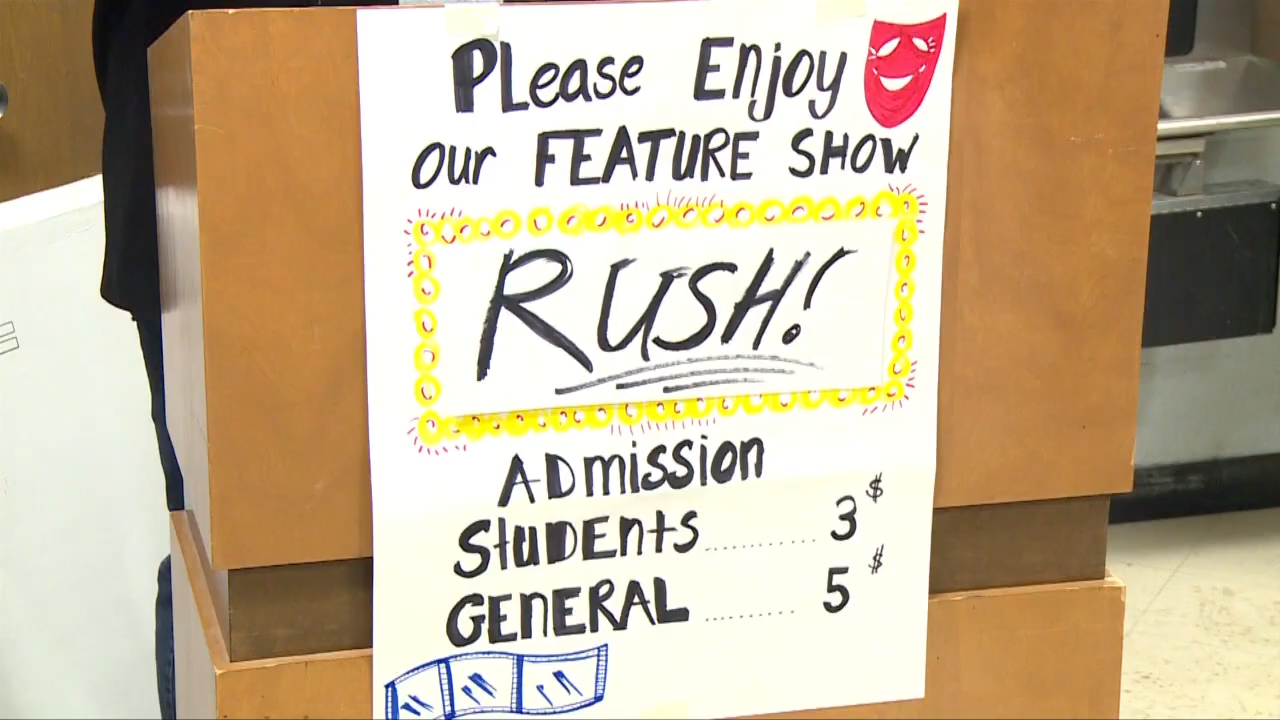 PLease Enjoy
our FEATURE SHOW
RUSH!
ADmission
StuDEnts .......... 3$
GEnERAL ........ 5$